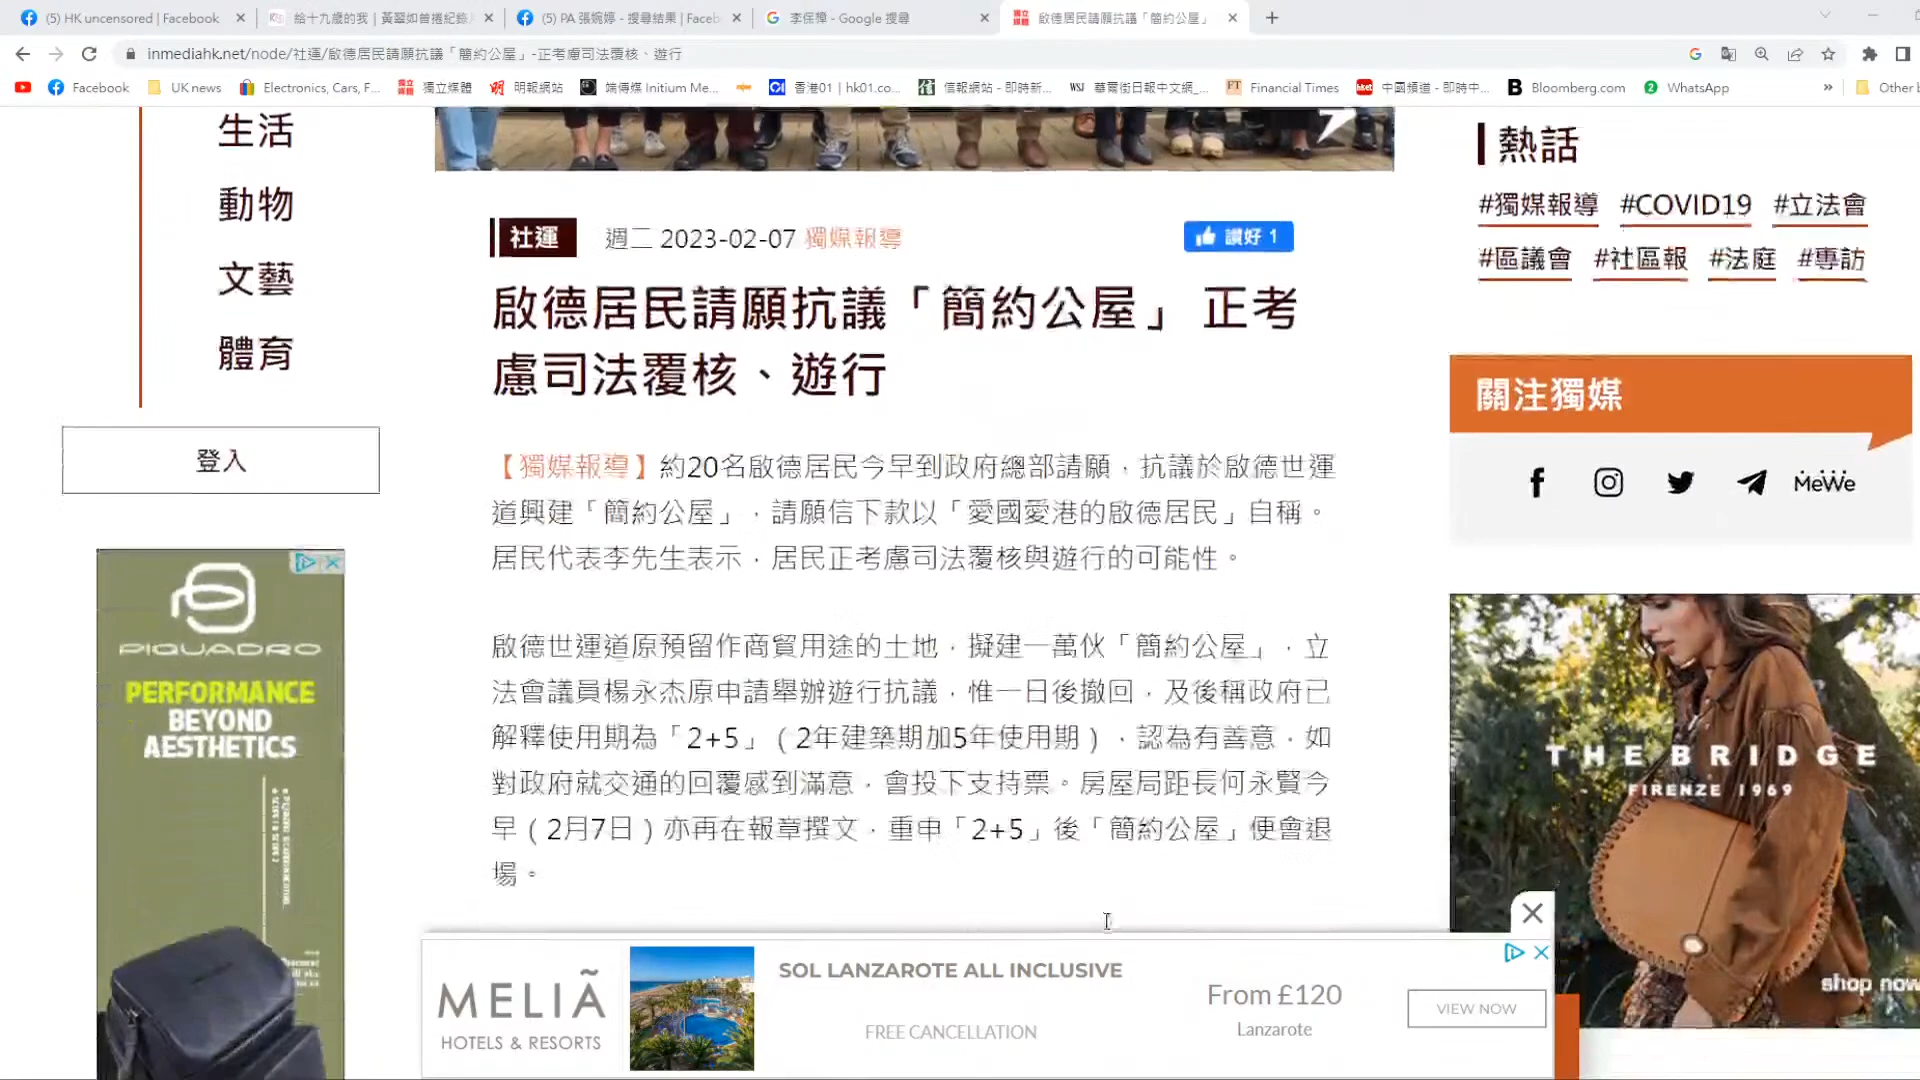 (5) HK uncensored | Facebook
給十九歲的我 | 黃翠如曾選紀錄
(5) PA 張婉婷 - 搜尋結果 | Faceb
李保樟 - Google 搜尋
啟德居民請願抗議「簡約公屋」
inmediahk.net/node/社運/啟德居民請願抗議「簡約公屋」-正考慮司法覆核、遊行
Facebook
UK news
Electronics, Cars, F...
獨立媒體
明報網站
端傳媒 Initium Me...
香港01 | hk01.co...
信報網站 - 即時新...
華爾街日報中文網_...
Financial Times
中國頻道 - 即時中...
Bloomberg.com
WhatsApp
Other b
生活
動物
文藝
體育
登入
PIQUADRO
PERFORMANCE
BEYOND
AESTHETICS
社運
週二 2023-02-07 獨媒報導
讚好 1
啟德居民請願抗議「簡約公屋」 正考
慮司法覆核、遊行
【獨媒報導】約20名啟德居民今早到政府總部請願，抗議於啟德世運
道興建「簡約公屋」，請願信下款以「愛國愛港的啟德居民」自稱。
居民代表李先生表示，居民正考慮司法覆核與遊行的可能性。
啟德世運道原預留作商貿用途的土地，擬建一萬伙「簡約公屋」，立
法會議員楊永杰原申請舉辦遊行抗議，惟一日後撤回，及後稱政府已
解釋使用期為「2+5」（2年建築期加5年使用期），認為有善意，如
對政府就交通的回覆感到滿意，會投下支持票。房屋局距長何永賢今
早（2月7日）亦再在報章撰文，重申「2+5」後「簡約公屋」便會退
場。
熱話
#獨媒報導 #COVID19 #立法會
#區議會 #社區報 #法庭 #專訪
關注獨媒
MeWe
THE BRIDGE
FIRENZE 1969
shop now
MELIÃ
HOTELS & RESORTS
SOL LANZAROTE ALL INCLUSIVE
FREE CANCELLATION
From £120
Lanzarote
VIEW NOW